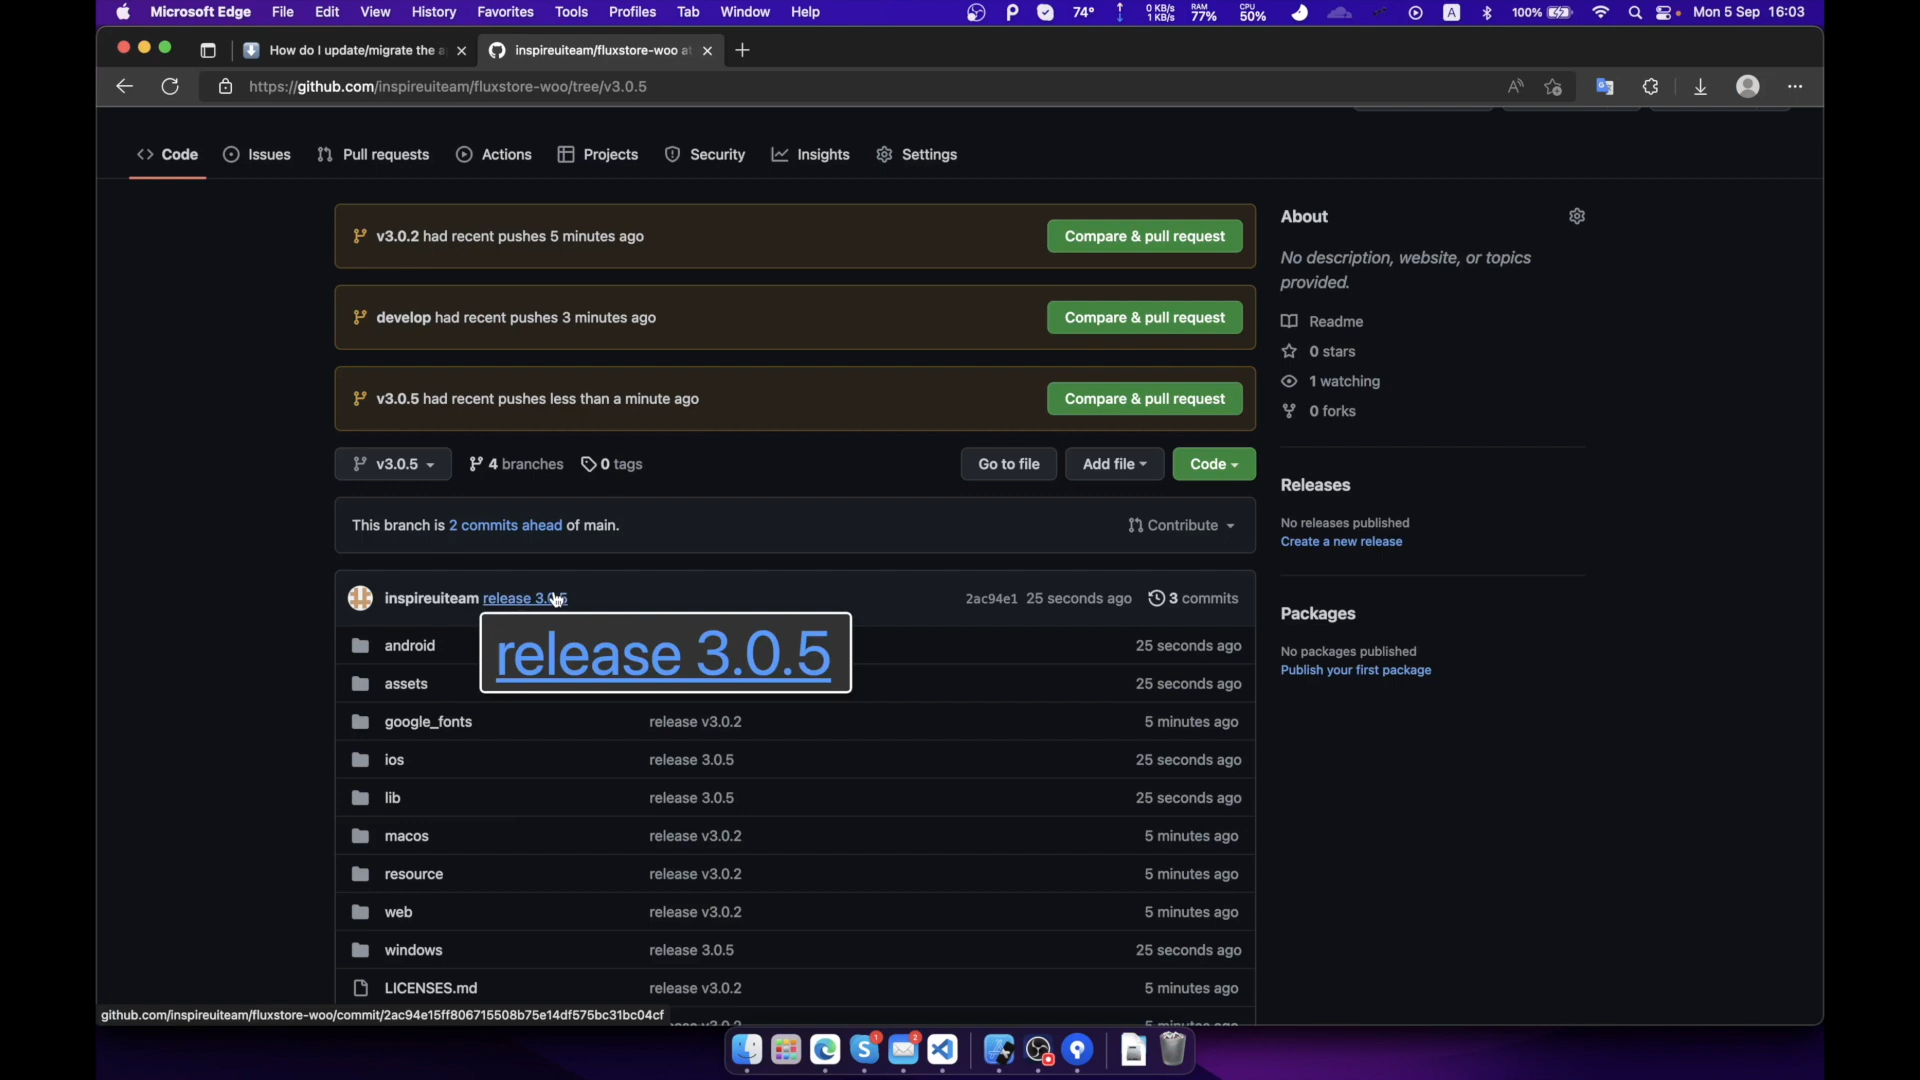 Microsoft Edge File Edit View History Favorites Tools Profiles Tab Window Help 74° 0 KB/s 1 KB/s RAM 77% CPU 50% A 100% Mon 5 Sep 16:03
How do I update/migrate the a
inspireuiteam/fluxstore-woo at
https://github.com/inspireuiteam/fluxstore-woo/tree/v3.0.5
Code Issues Pull requests Actions Projects Security Insights Settings
v3.0.2 had recent pushes 5 minutes ago Compare & pull request
develop had recent pushes 3 minutes ago Compare & pull request
v3.0.5 had recent pushes less than a minute ago Compare & pull request
v3.0.5 4 branches 0 tags Go to file Add file Code
This branch is 2 commits ahead of main. Contribute
inspireuiteam release 3.0.5 2ac94e1 25 seconds ago 3 commits
release 3.0.5
android 25 seconds ago
assets 25 seconds ago
google_fonts release v3.0.2 5 minutes ago
ios release 3.0.5 25 seconds ago
lib release 3.0.5 25 seconds ago
macos release v3.0.2 5 minutes ago
resource release v3.0.2 5 minutes ago
web release v3.0.2 5 minutes ago
windows release 3.0.5 25 seconds ago
LICENSES.md release v3.0.2 5 minutes ago
About
No description, website, or topics
provided.
Readme
0 stars
1 watching
0 forks
Releases
No releases published
Create a new release
Packages
No packages published
Publish your first package
github.com/inspireuiteam/fluxstore-woo/commit/2ac94e15ff806715508b75e14df575bc31bc04cf
1
2